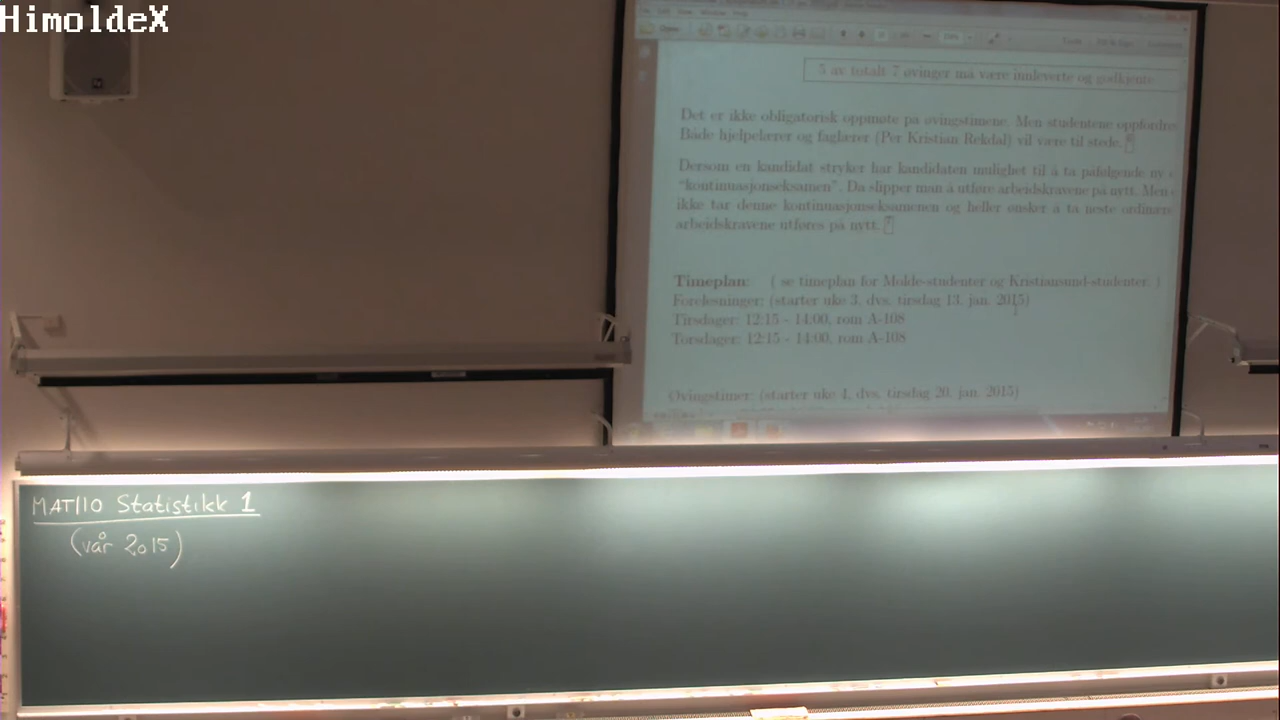 HimoldeX
5 av totalt 7 øvinger må være innleverte og godkjente
Det er ikke obligatorisk oppmøte på øvingstimene. Men studentene oppfordres
Både hjelpelærer og faglærer (Per Kristian Rekdal) vil være til stede.
Dersom en kandidat stryker har kandidaten mulighet til å ta påfølgende ny
"kontinuasjonseksamen". Da slipper man å utføre arbeidskravene på nytt. Men
ikke tar denne kontinuasjonseksamenen og heller ønsker å ta neste ordinære
arbeidskravene utføres på nytt.
Timeplan: ( se timeplan for Molde-studenter og Kristiansund-studenter. )
Forelesninger: (starter uke 3, dvs. tirsdag 13. jan. 2015)
Tirsdager: 12:15 - 14:00, rom A-108
Torsdager: 12:15 - 14:00, rom A-108
Øvingstimer: (starter uke 4, dvs. tirsdag 20. jan. 2015)
MAT110 Statistikk 1
(vår 2015)